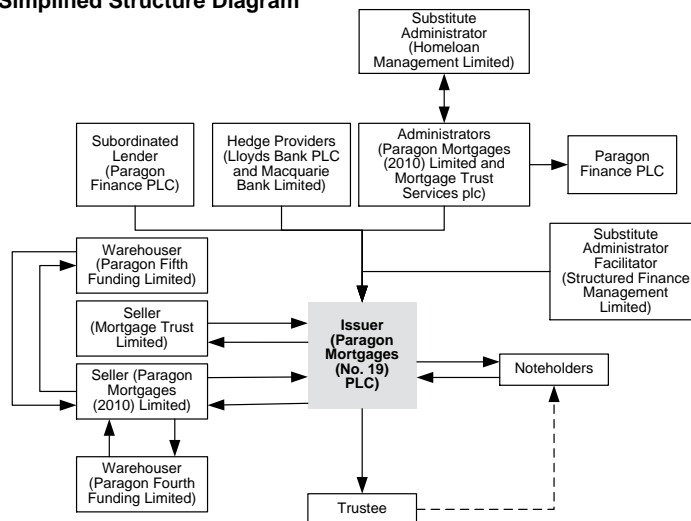 Simplified Structure Diagram
Substitute
Administrator
(Homeloan
Management Limited)
Subordinated
Lender
(Paragon
Finance PLC)
Hedge Providers
(Lloyds Bank PLC
and Macquarie
Bank Limited)
Administrators
(Paragon Mortgages
(2010) Limited and
Mortgage Trust
Services plc)
Paragon
Finance PLC
Warehouser
(Paragon Fifth
Funding Limited)
Substitute
Administrator
Facilitator
(Structured Finance
Management
Limited)
Seller
(Mortgage Trust
Limited)
Issuer
(Paragon
Mortgages
(No. 19)
PLC)
Noteholders
Seller (Paragon
Mortgages
(2010) Limited)
Warehouser
(Paragon Fourth
Funding Limited)
Trustee